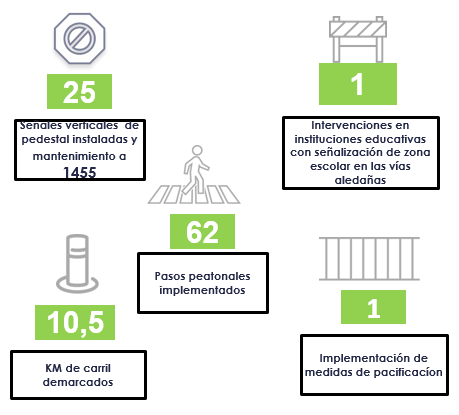 25
Señales verticales de
pedestal instaladas y
mantenimiento a
1455
1
Intervenciones en
instituciones educativas
con señalización de zona
escolar en las vías
aledañas
62
Pasos peatonales
implementados
10,5
KM de carril
demarcados
1
Implementación de
medidas de pacificacíon